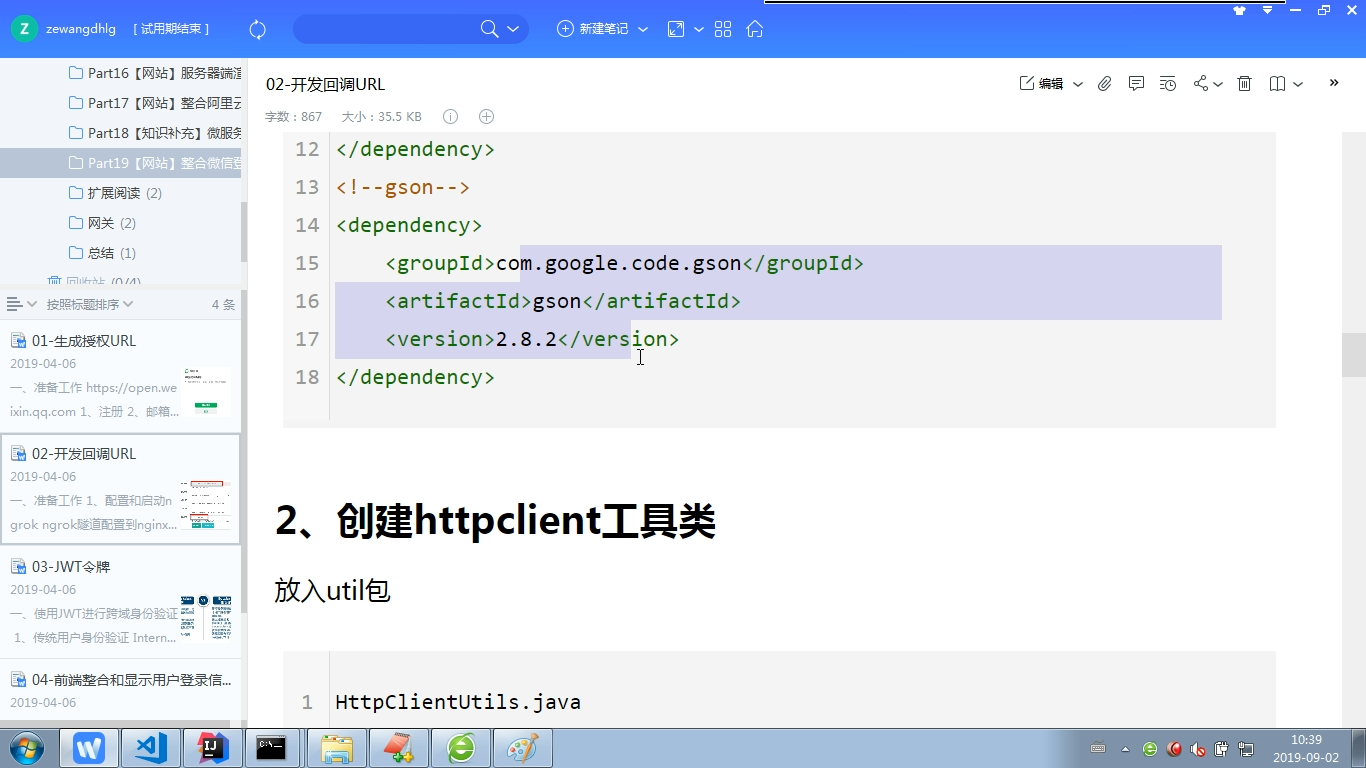 Z zewangdhlg [ 试用期结束 ]
新建笔记
Part16【网站】服务器端渲
Part17【网站】整合阿里云
Part18【知识补充】微服务
Part19【网站】整合微信登
扩展阅读 (2)
网关 (2)
总结 (1)
回收站 (0/4)
按照标题排序 4 条
01-生成授权URL
2019-04-06
一、准备工作 https://open.we
ixin.qq.com 1、注册 2、邮箱...
02-开发回调URL
2019-04-06
一、准备工作 1、配置和启动n
grok ngrok隧道配置到nginx...
03-JWT令牌
2019-04-06
一、使用JWT进行跨域身份验证
1、传统用户身份验证 Intern...
04-前端整合和显示用户登录信...
2019-04-06
02-开发回调URL
编辑
字数 : 867 大小 : 35.5 KB
12 </dependency>
13 <!--gson-->
14 <dependency>
15 <groupId>com.google.code.gson</groupId>
16 <artifactId>gson</artifactId>
17 <version>2.8.2</version>
18 </dependency>
2、创建httpclient工具类
放入util包
1 HttpClientUtils.java
10:39
2019-09-02